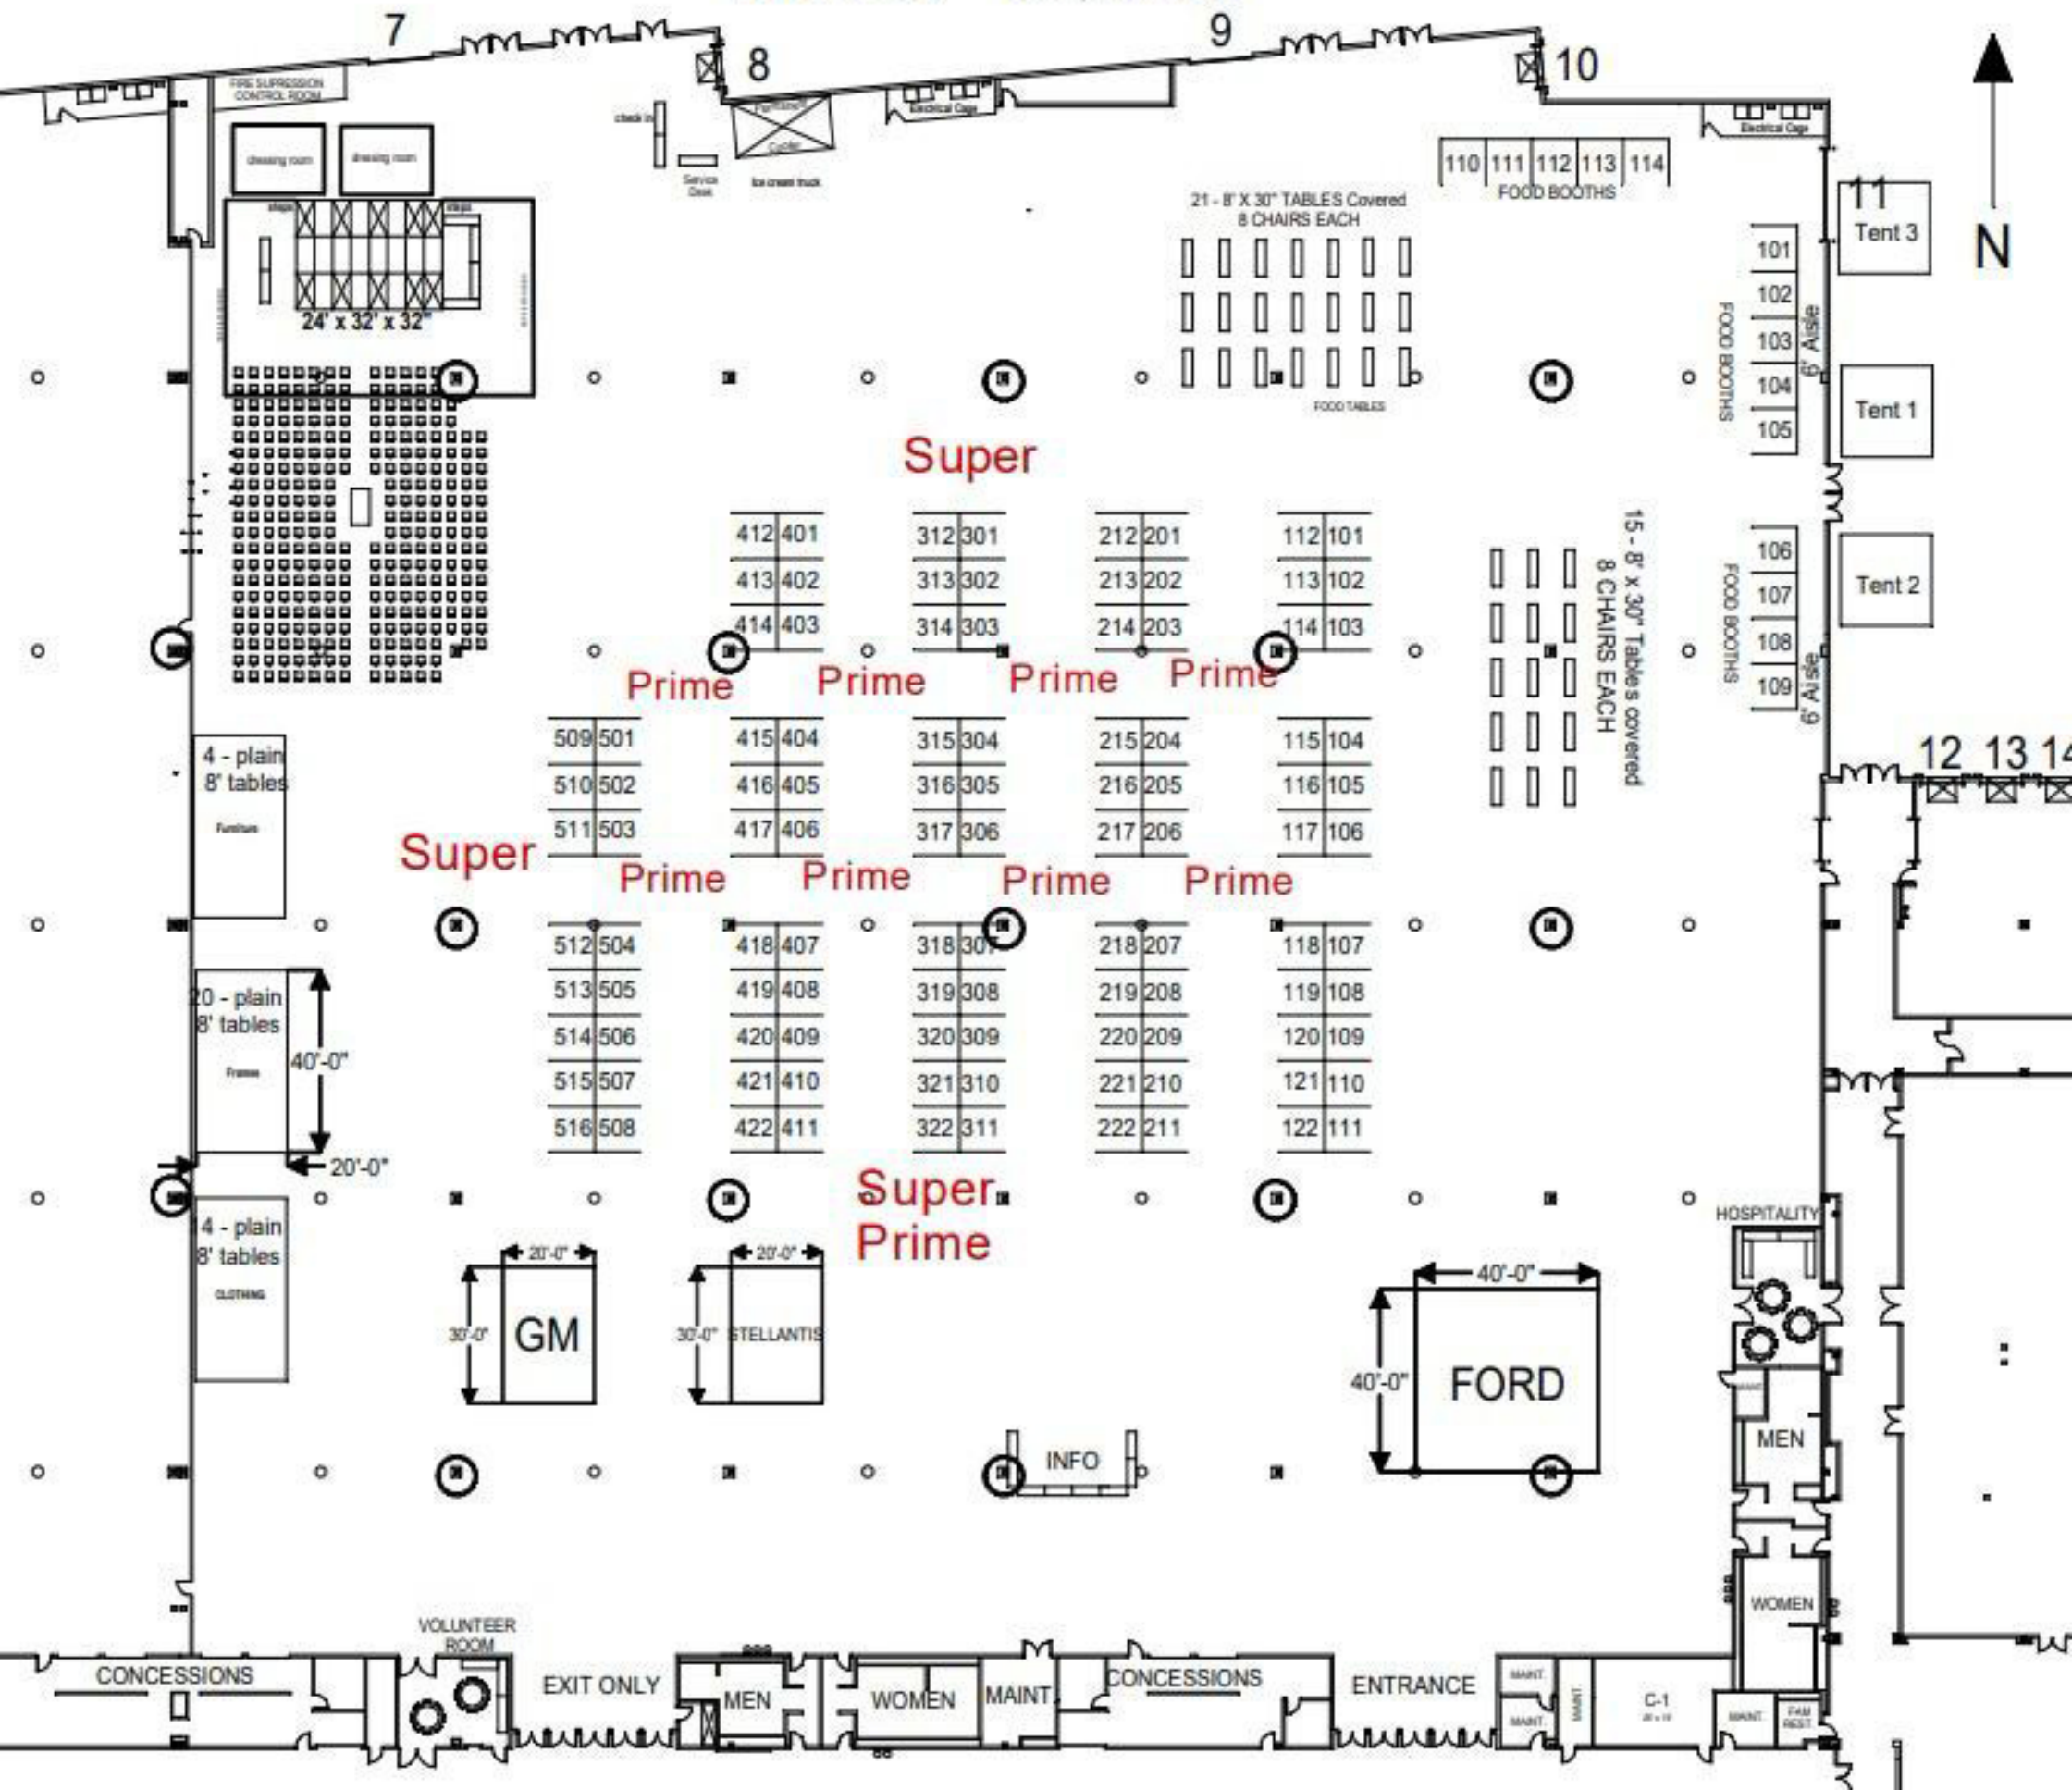 7
8
9
10
11
FIRE SUPRESSION
CONTROL ROOM
dressing room
dressing room
check in
Service
Desk
Cooler
Ice cream truck
Electrical Cage
Electrical Cage
N
110 111 112 113 114
FOOD BOOTHS
21 - 8' X 30" TABLES Covered
8 CHAIRS EACH
FOOD TABLES
steps
steps
24' x 32' x 32"
101
102
103
104
105
FOOD BOOTHS
6' Aisle
Tent 3
Tent 1
Tent 2
106
107
108
109
FOOD BOOTHS
6' Aisle
15 - 8' x 30" Tables covered
8 CHAIRS EACH
12 13 14
Super
412 401 312 301 212 201 112 101
413 402 313 302 213 202 113 102
414 403 314 303 214 203 114 103
Prime Prime Prime Prime
509 501 415 404 315 304 215 204 115 104
510 502 416 405 316 305 216 205 116 105
511 503 417 406 317 306 217 206 117 106
Super
Prime Prime Prime Prime
512 504 418 407 318 307 218 207 118 107
513 505 419 408 319 308 219 208 119 108
514 506 420 409 320 309 220 209 120 109
515 507 421 410 321 310 221 210 121 110
516 508 422 411 322 311 222 211 122 111
Super
Prime
4 - plain
8' tables
Furniture
20 - plain
8' tables
Frames
40'-0"
20'-0"
4 - plain
8' tables
CLOTHING
20'-0"
30'-0"
GM
20'-0"
30'-0"
STELLANTIS
40'-0"
40'-0"
FORD
INFO
HOSPITALITY
MAINT.
MEN
WOMEN
VOLUNTEER
ROOM
CONCESSIONS
EXIT ONLY
MEN
WOMEN
MAINT.
CONCESSIONS
ENTRANCE
MAINT.
MAINT.
MAINT.
C-1
MAINT.
FAM
REST.